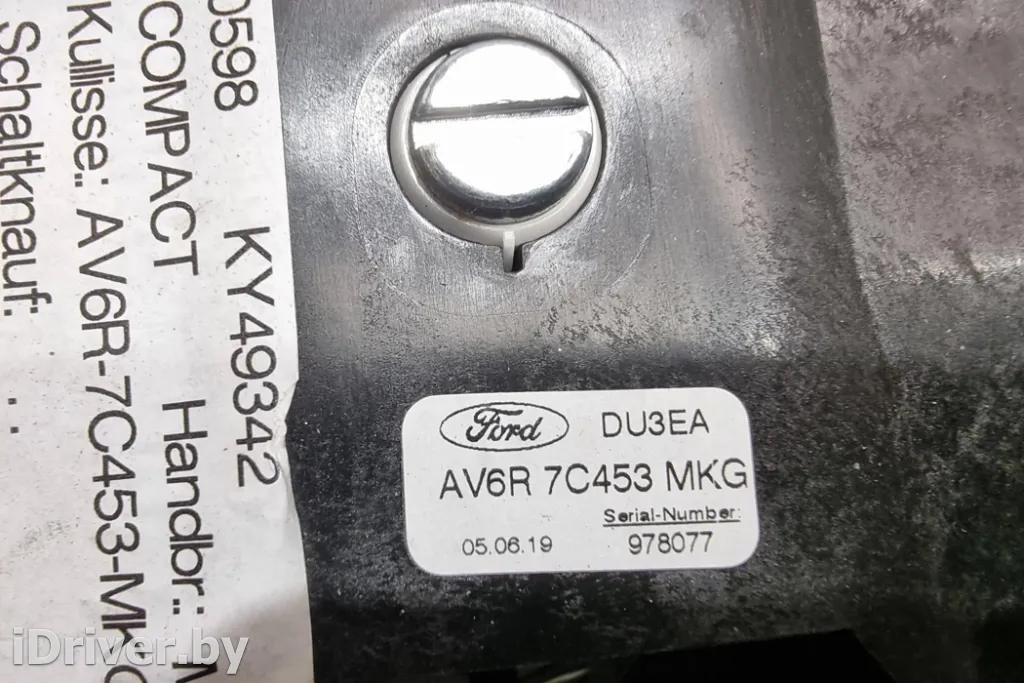 0598 KY49342
COMPACT Handbr.:
Kulisse.: AV6R-7C453-MKG
Schaltknauf: . .
Ford DU3EA
AV6R 7C453 MKG
Serial-Number:
05.06.19 978077
iDriver.by